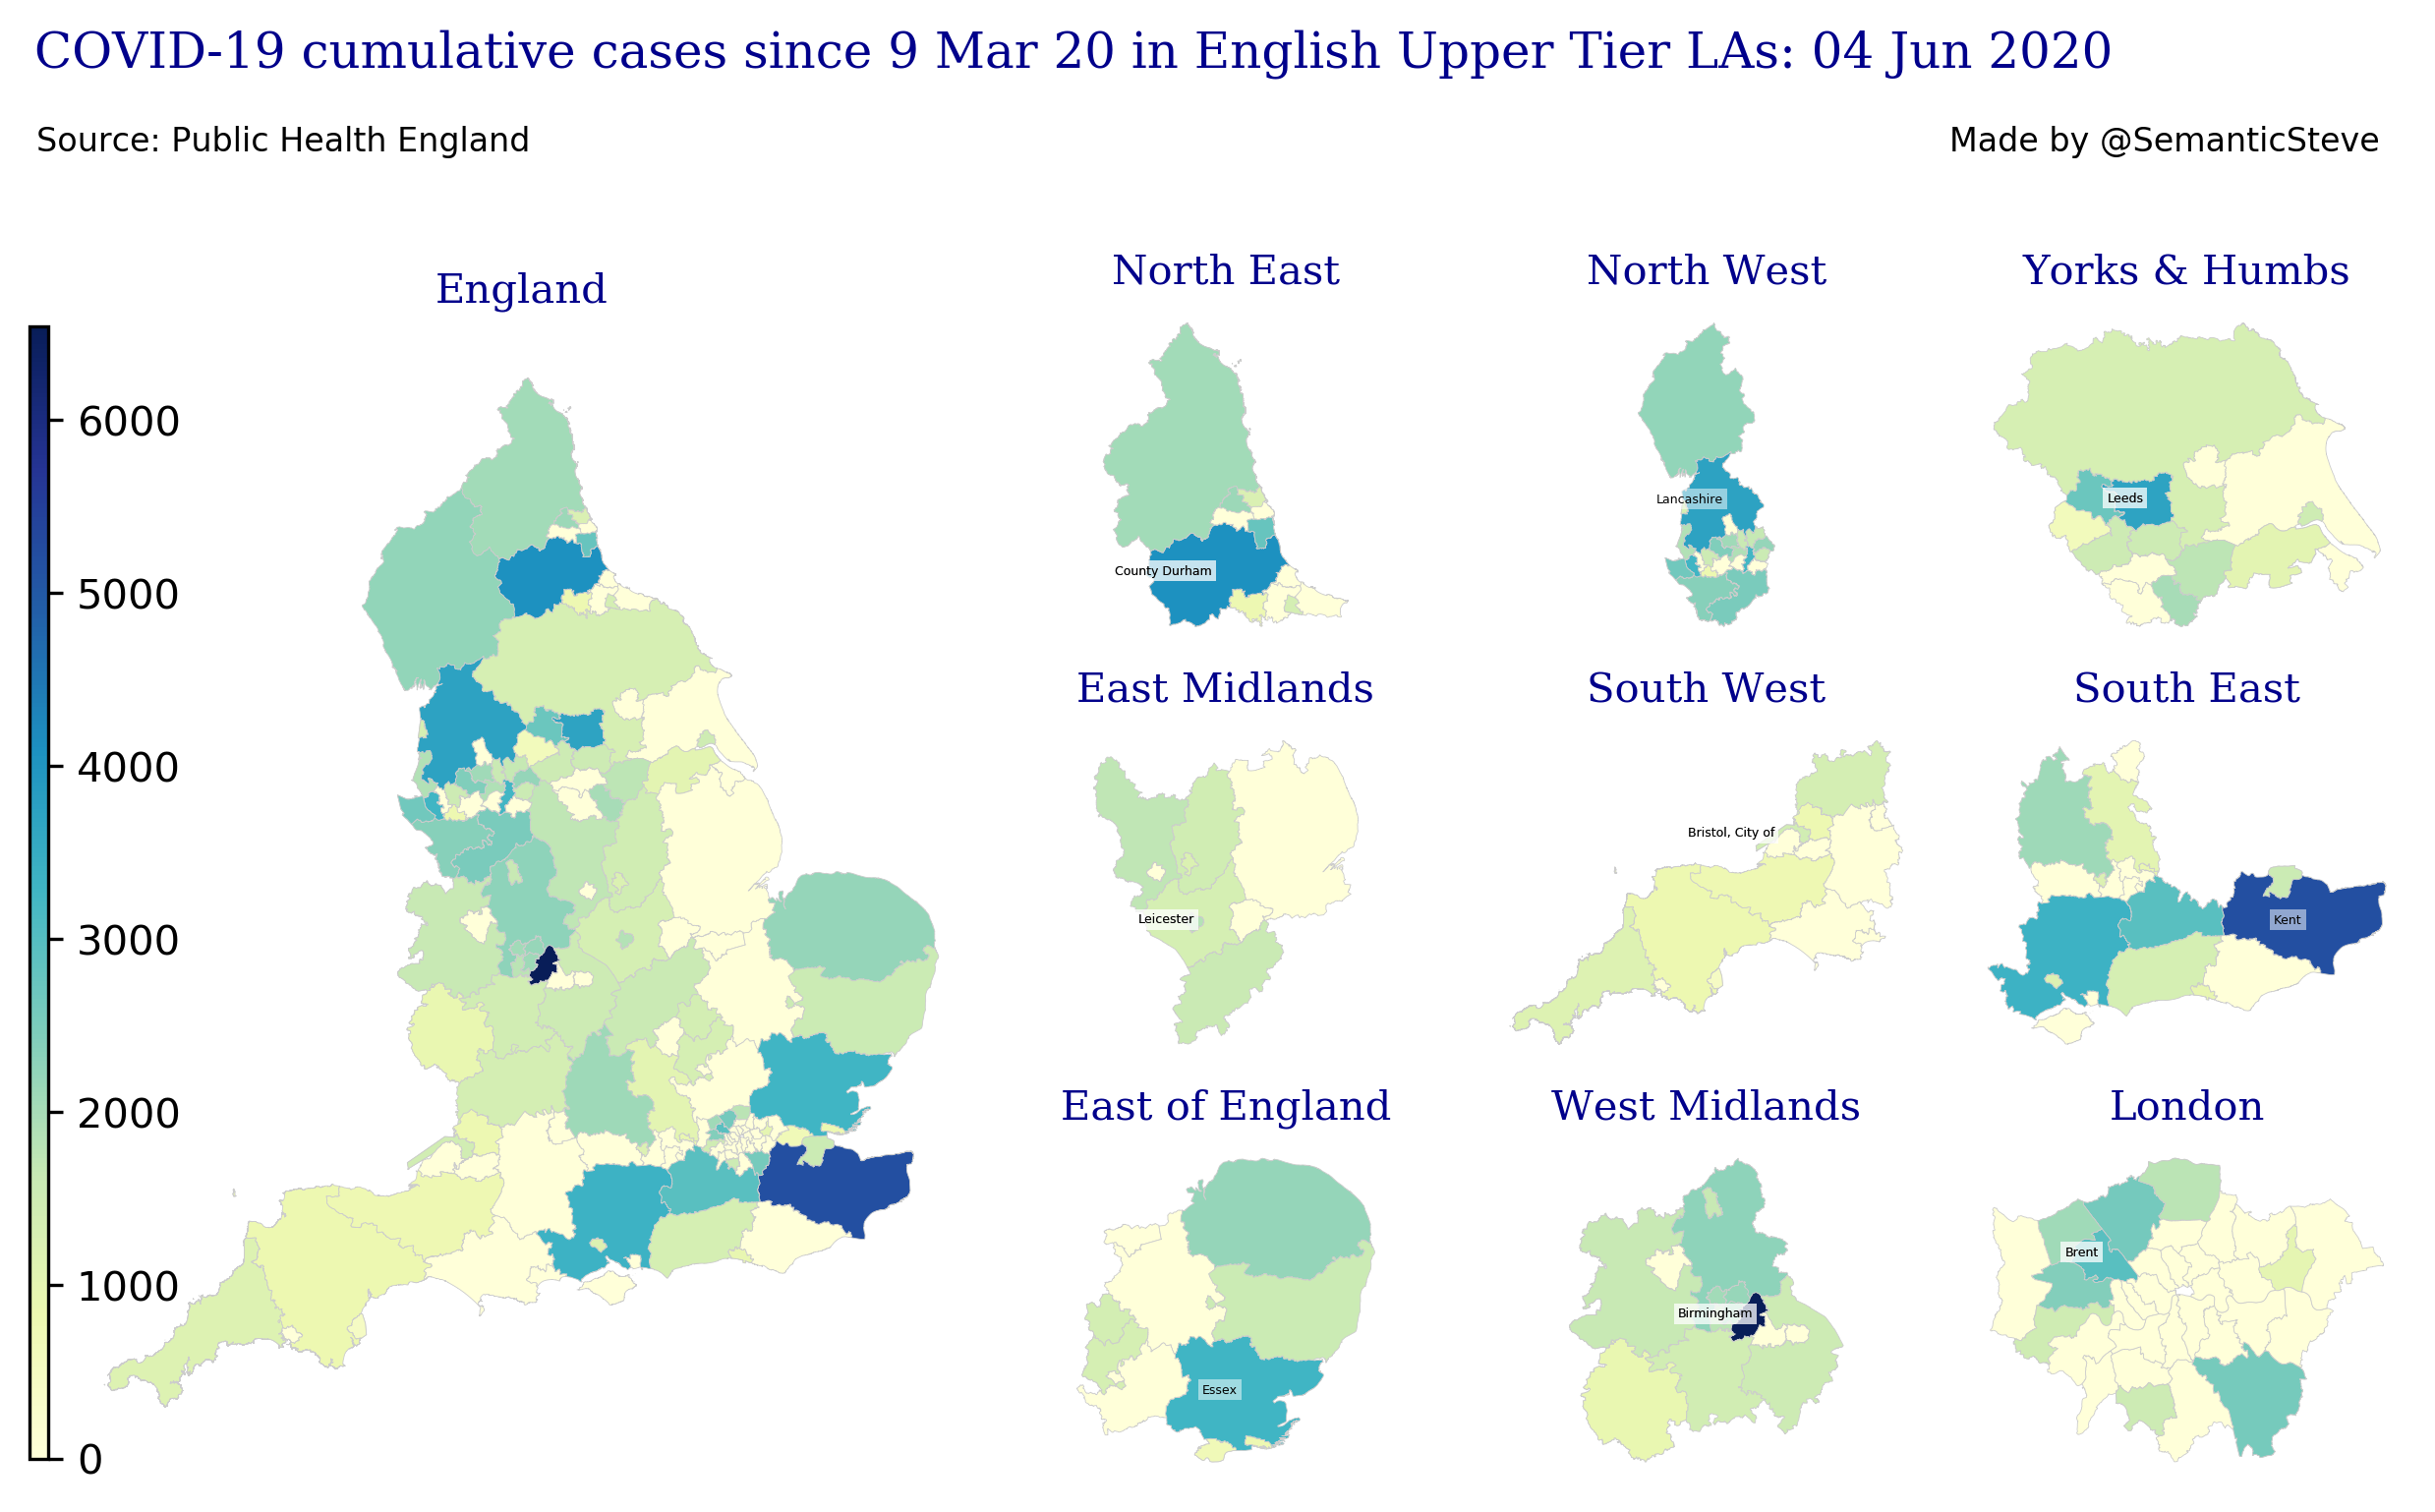 COVID-19 cumulative cases since 9 Mar 20 in English Upper Tier LAs: 04 Jun 2020
Source: Public Health England
Made by @SemanticSteve
England
6000
5000
4000
3000
2000
1000
0
North East
County Durham
North West
Lancashire
Yorks & Humbs
Leeds
East Midlands
Leicester
South West
Bristol, City of
South East
Kent
East of England
Essex
West Midlands
Birmingham
London
Brent